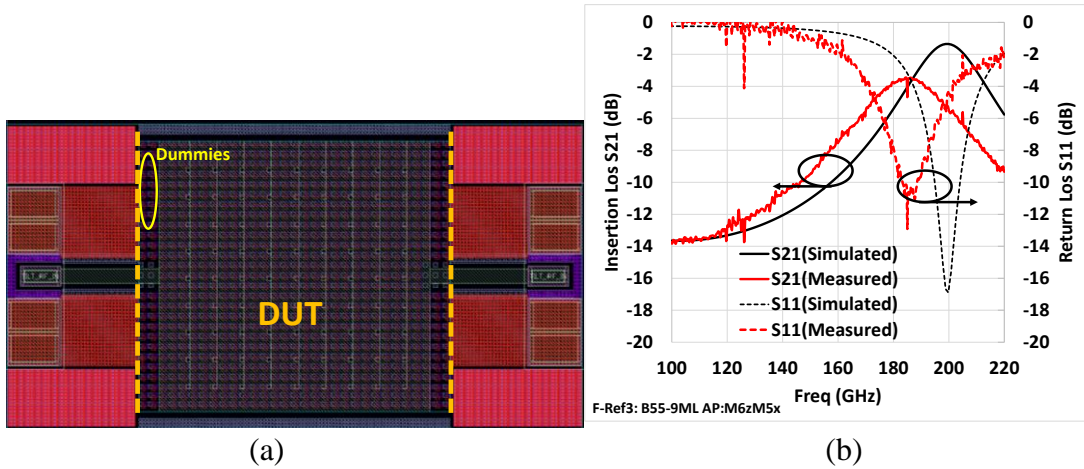 Dummies
DUT
(a)
0 0
-2 -2
-4 -4
-6 -6
-8 -8
-10 -10
-12 -12
-14 -14
-16 -16
-18 -18
-20 -20
Insertion Los S21 (dB)
Return Los S11 (dB)
S21(Simulated)
S21(Measured)
S11(Simulated)
S11(Measured)
100 120 140 160 180 200 220
Freq (GHz)
F-Ref3: B55-9ML AP:M6zM5x
(b)